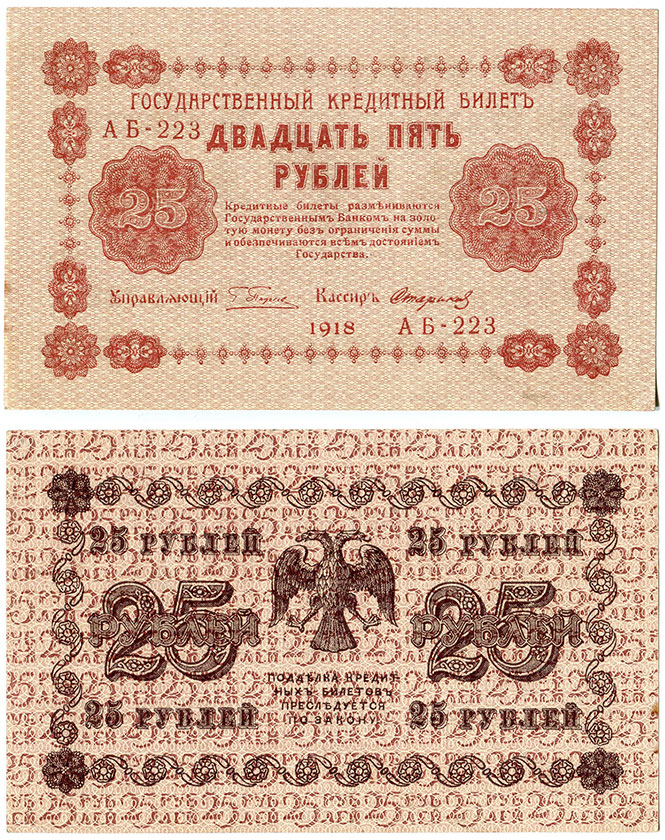 ГОСУДАРСТВЕННЫЙ КРЕДИТНЫЙ БИЛЕТЪ
АБ-223
ДВАДЦАТЬ ПЯТЬ
РУБЛЕЙ
25
25
Кредитные билеты размѣниваются
Государственнымъ Банкомъ на золо-
тую монету безъ ограниченія суммы
и обезпечиваются всѣмъ достояніемъ
Государства.
Управляющій Кассиръ
1918 АБ-223
25 РУБЛЕЙ 25 РУБЛЕЙ
25 РУБЛЕЙ 25 РУБЛЕЙ
ПОДДѢЛКА КРЕДИТ-
НЫХЪ БИЛЕТОВЪ
ПРЕСЛѢДУЕТСЯ
ПО ЗАКОНУ
25 РУБЛЕЙ 25 РУБЛЕЙ